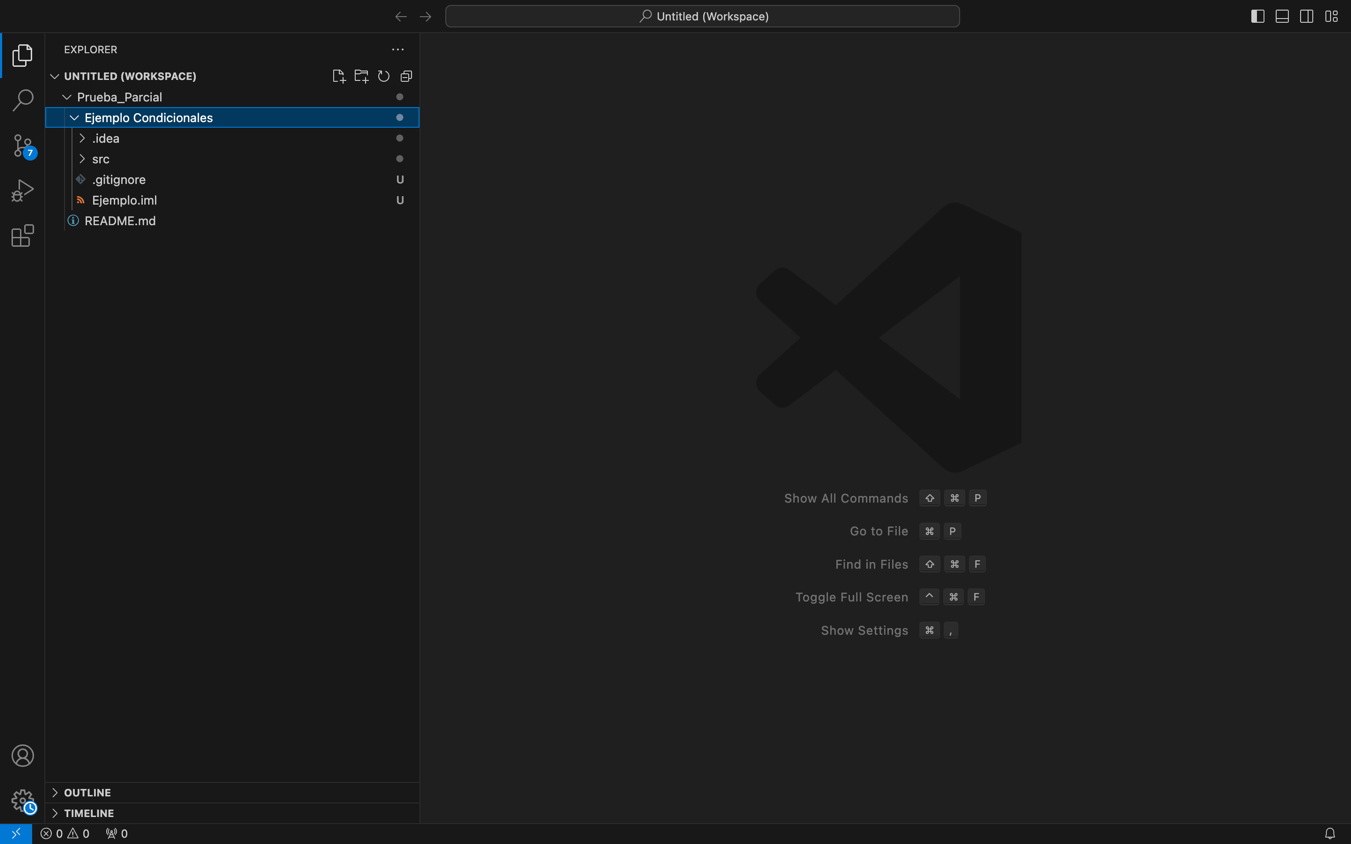 Untitled (Workspace)
EXPLORER
UNTITLED (WORKSPACE)
Prueba_Parcial
Ejemplo Condicionales
.idea
src
7
.gitignore U
Ejemplo.iml U
README.md
Show All Commands ⇧ ⌘ P
Go to File ⌘ P
Find in Files ⇧ ⌘ F
Toggle Full Screen ^ ⌘ F
Show Settings ⌘ ,
OUTLINE
TIMELINE
0 0 0